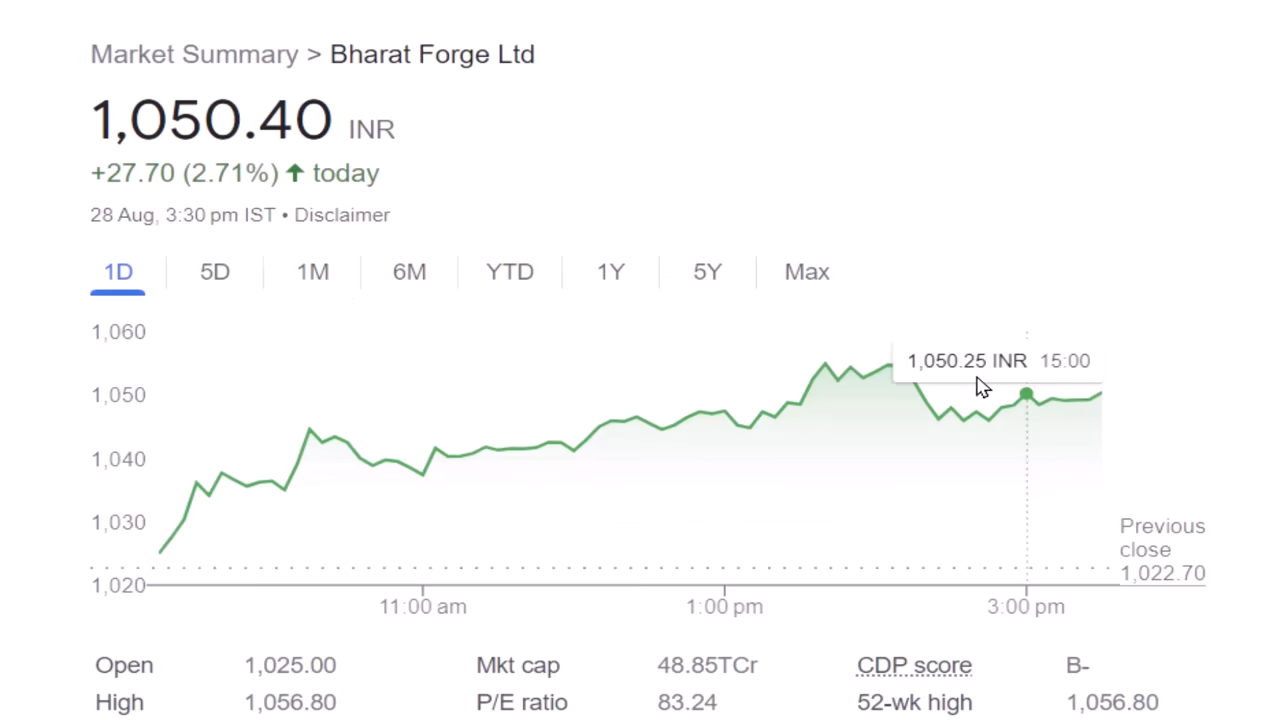 Market Summary > Bharat Forge Ltd
1,050.40 INR
+27.70 (2.71%) ↑ today
28 Aug, 3:30 pm IST • Disclaimer
1D 5D 1M 6M YTD 1Y 5Y Max
1,060
1,050.25 INR 15:00
1,050
1,040
1,030
Previous
close
1,022.70
1,020
11:00 am 1:00 pm 3:00 pm
Open 1,025.00 Mkt cap 48.85TCr CDP score B-
High 1,056.80 P/E ratio 83.24 52-wk high 1,056.80